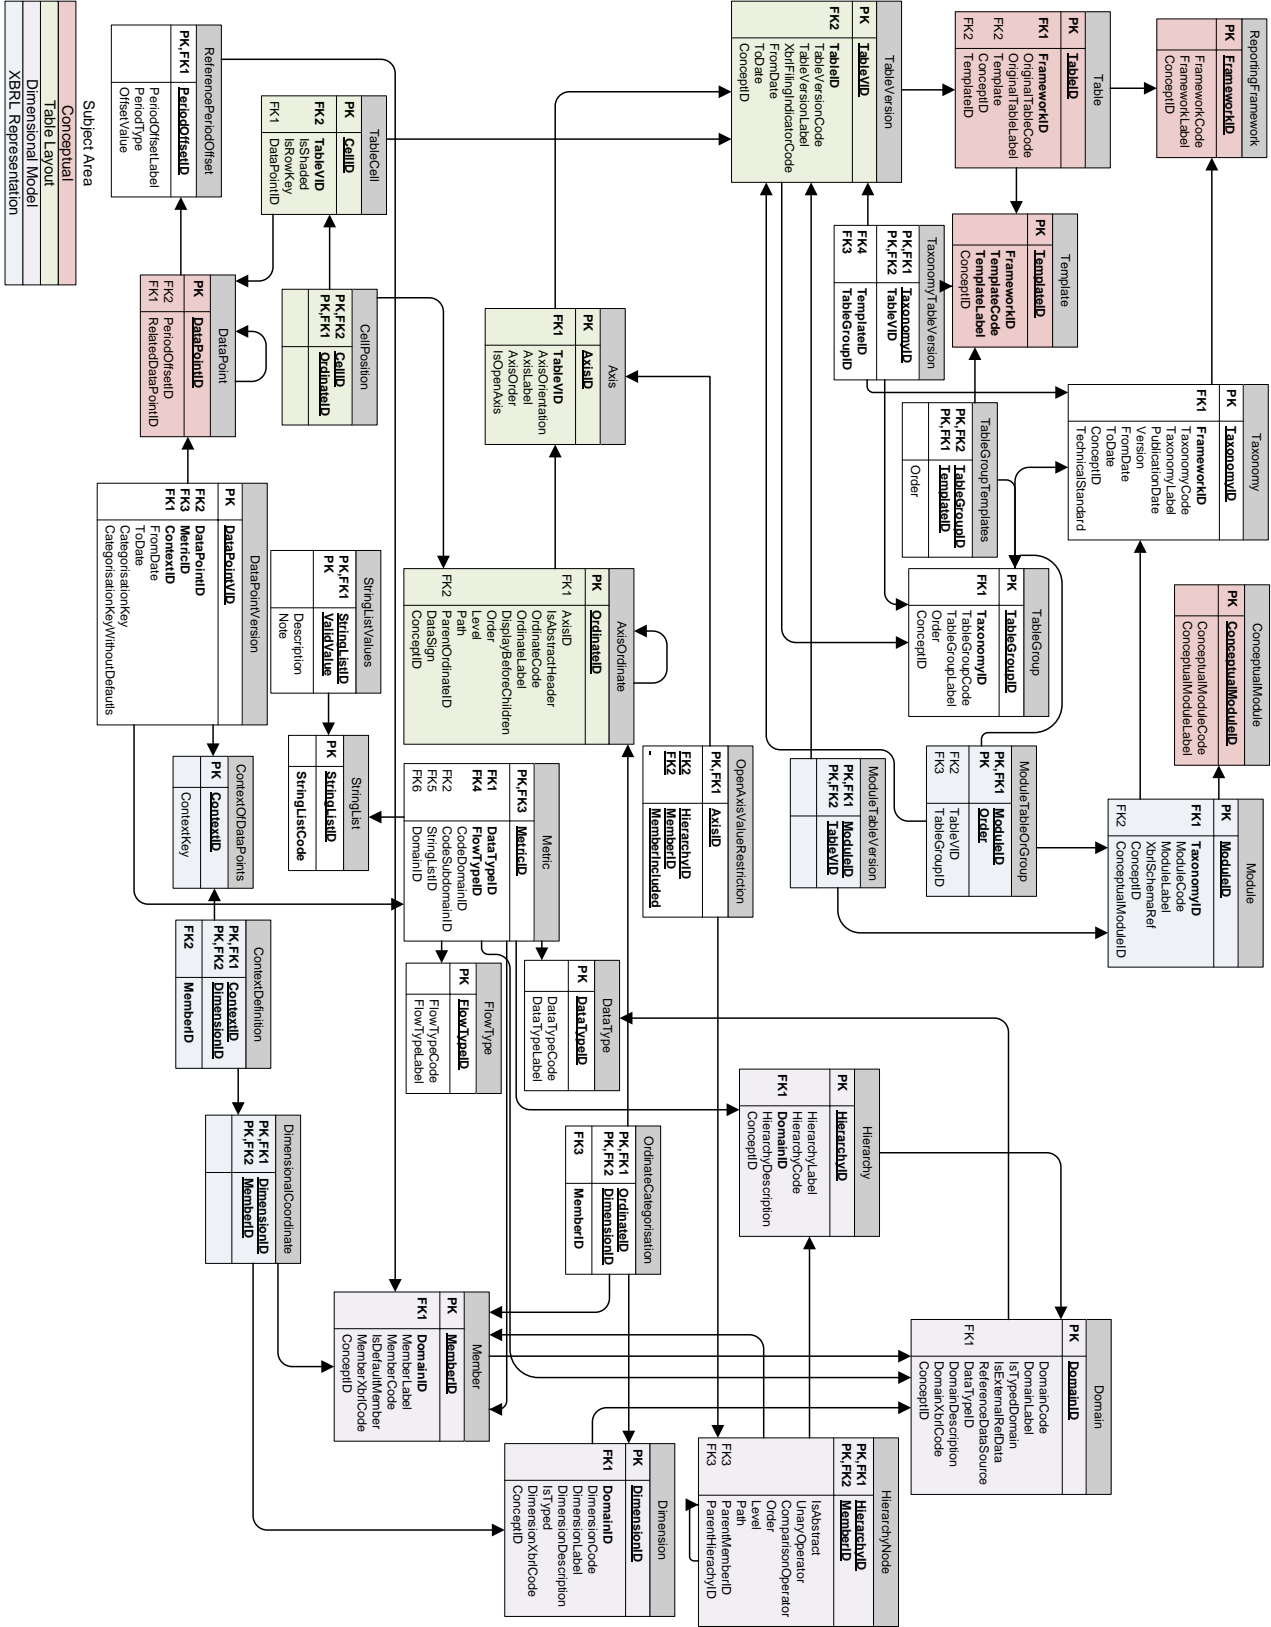 ReportingFramework
PK FrameworkID
FrameworkCode
FrameworkLabel
ConceptID
Taxonomy
PK TaxonomyID
FK1 FrameworkID
TaxonomyCode
TaxonomyLabel
PublicationDate
Version
FromDate
ToDate
ConceptID
TechnicalStandard
ConceptualModule
PK ConceptualModuleID
ConceptualModuleCode
ConceptualModuleLabel
Module
PK ModuleID
FK1 TaxonomyID
ModuleCode
ModuleLabel
XbrlSchemaRef
ConceptID
FK2 ConceptualModuleID
Table
PK TableID
FK1 FrameworkID
OriginalTableCode
OriginalTableLabel
FK2 Template
ConceptID
FK2 TemplateID
Template
PK TemplateID
FrameworkID
TemplateCode
TemplateLabel
ConceptID
TaxonomyTableVersion
PK,FK1 TaxonomyID
PK,FK2 TableVID
FK4 TemplateID
FK3 TableGroupID
TableGroupTemplates
PK,FK2 TableGroupID
PK,FK1 TemplateID
Order
TableGroup
PK TableGroupID
FK1 TaxonomyID
TableGroupCode
TableGroupLabel
Order
ConceptID
ModuleTableOrGroup
PK,FK1 ModuleID
PK Order
FK2 TableVID
FK3 TableGroupID
ModuleTableVersion
PK,FK1 ModuleID
PK,FK2 TableVID
Domain
PK DomainID
DomainCode
DomainLabel
IsTypedDomain
IsExternalRefData
ReferenceDataSource
FK1 DataTypeID
DomainDescription
DomainXbrlCode
ConceptID
TableVersion
PK TableVID
FK2 TableID
TableVersionCode
TableVersionLabel
XbrlFilingIndicatorCode
FromDate
ToDate
ConceptID
Hierarchy
PK HierarchyID
HierarchyLabel
HierarchyCode
FK1 DomainID
HierarchyDescription
ConceptID
HierarchyNode
PK,FK1 HierarchyID
PK,FK2 MemberID
IsAbstract
UnaryOperator
ComparisonOperator
Order
Level
Path
FK3 ParentMemberID
FK3 ParentHierachyID
OpenAxisValueRestriction
PK,FK1 AxisID
FK2 HierarchyID
FK2 MemberID
- MemberIncluded
Axis
PK AxisID
FK1 TableVID
AxisOrientation
AxisLabel
AxisOrder
IsOpenAxis
AxisOrdinate
PK OrdinateID
FK1 AxisID
IsAbstractHeader
OrdinateCode
OrdinateLabel
DisplayBeforeChildren
Order
Level
Path
FK2 ParentOrdinateID
DataSign
ConceptID
OrdinateCategorisation
PK,FK1 OrdinateID
PK,FK2 DimensionID
FK3 MemberID
Dimension
PK DimensionID
FK1 DomainID
DimensionCode
DimensionLabel
DimensionDescription
IsTyped
DimensionXbrlCode
ConceptID
DataType
PK DataTypeID
DataTypeCode
DataTypeLabel
Metric
PK,FK3 MetricID
FK1 DataTypeID
FK4 FlowTypeID
FK2 CodeDomainID
CodeSubdomainID
FK5 StringListID
FK6 DomainID
FlowType
PK FlowTypeID
FlowTypeCode
FlowTypeLabel
Member
PK MemberID
FK1 DomainID
MemberLabel
MemberCode
IsDefaultMember
MemberXbrlCode
ConceptID
TableCell
PK CellID
FK2 TableVID
IsShaded
IsRowKey
FK1 DataPointID
CellPosition
PK,FK2 CellID
PK,FK1 OrdinateID
StringListValues
PK,FK1 StringListID
PK ValidValue
Description
Note
StringList
PK StringListID
StringListCode
ReferencePeriodOffset
PK,FK1 PeriodOffsetID
PeriodOffsetLabel
PeriodType
OffsetValue
DataPoint
PK DataPointID
FK2 PeriodOffsetID
FK1 RelatedDataPointID
DataPointVersion
PK DataPointVID
FK2 DataPointID
FK3 MetricID
FK1 ContextID
FromDate
ToDate
CategorisationKey
CategorisationKeyWithoutDefautls
ContextOfDataPoints
PK ContextID
ContextKey
ContextDefinition
PK,FK1 ContextID
PK,FK2 DimensionID
FK2 MemberID
DimensionalCoordinate
PK,FK1 DimensionID
PK,FK2 MemberID
Subject Area
Conceptual
Table Layout
Dimensional Model
XBRL Representation